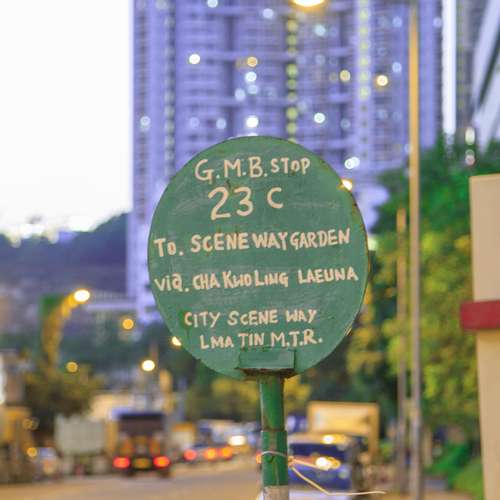 G.M.B. STOP
23 C
TO. SCENE WAY GARDEN
VIA. CHA KWO LING LAEUNA
CITY SCENE WAY
LMA TIN M.T.R.